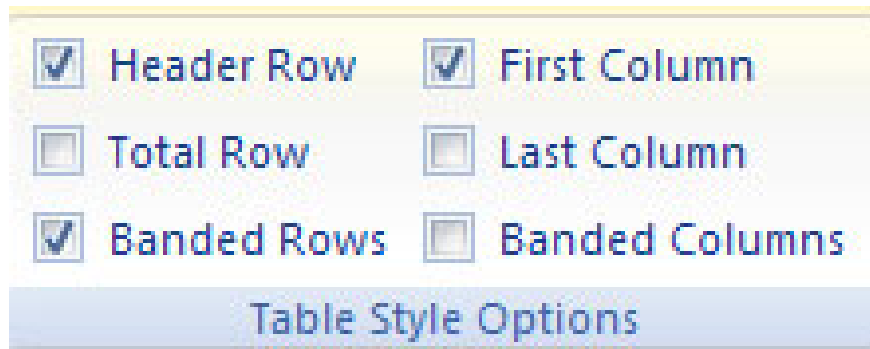 Header Row First Column
Total Row Last Column
Banded Rows Banded Columns
Table Style Options